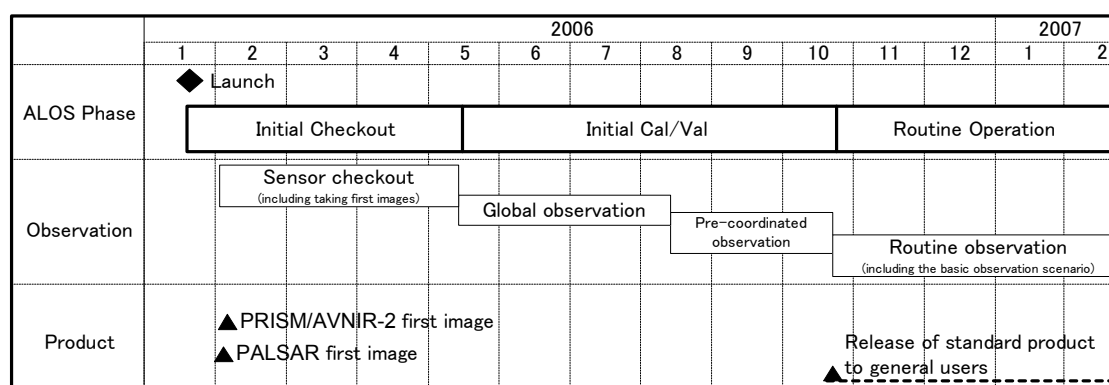 2006 2007
1 2 3 4 5 6 7 8 9 10 11 12 1 2
ALOS Phase
Launch
Initial Checkout Initial Cal/Val Routine Operation
Observation
Sensor checkout
(including taking first images)
Global observation
Pre-coordinated
observation
Routine observation
(including the basic observation scenario)
Product
PRISM/AVNIR-2 first image
PALSAR first image
Release of standard product
to general users